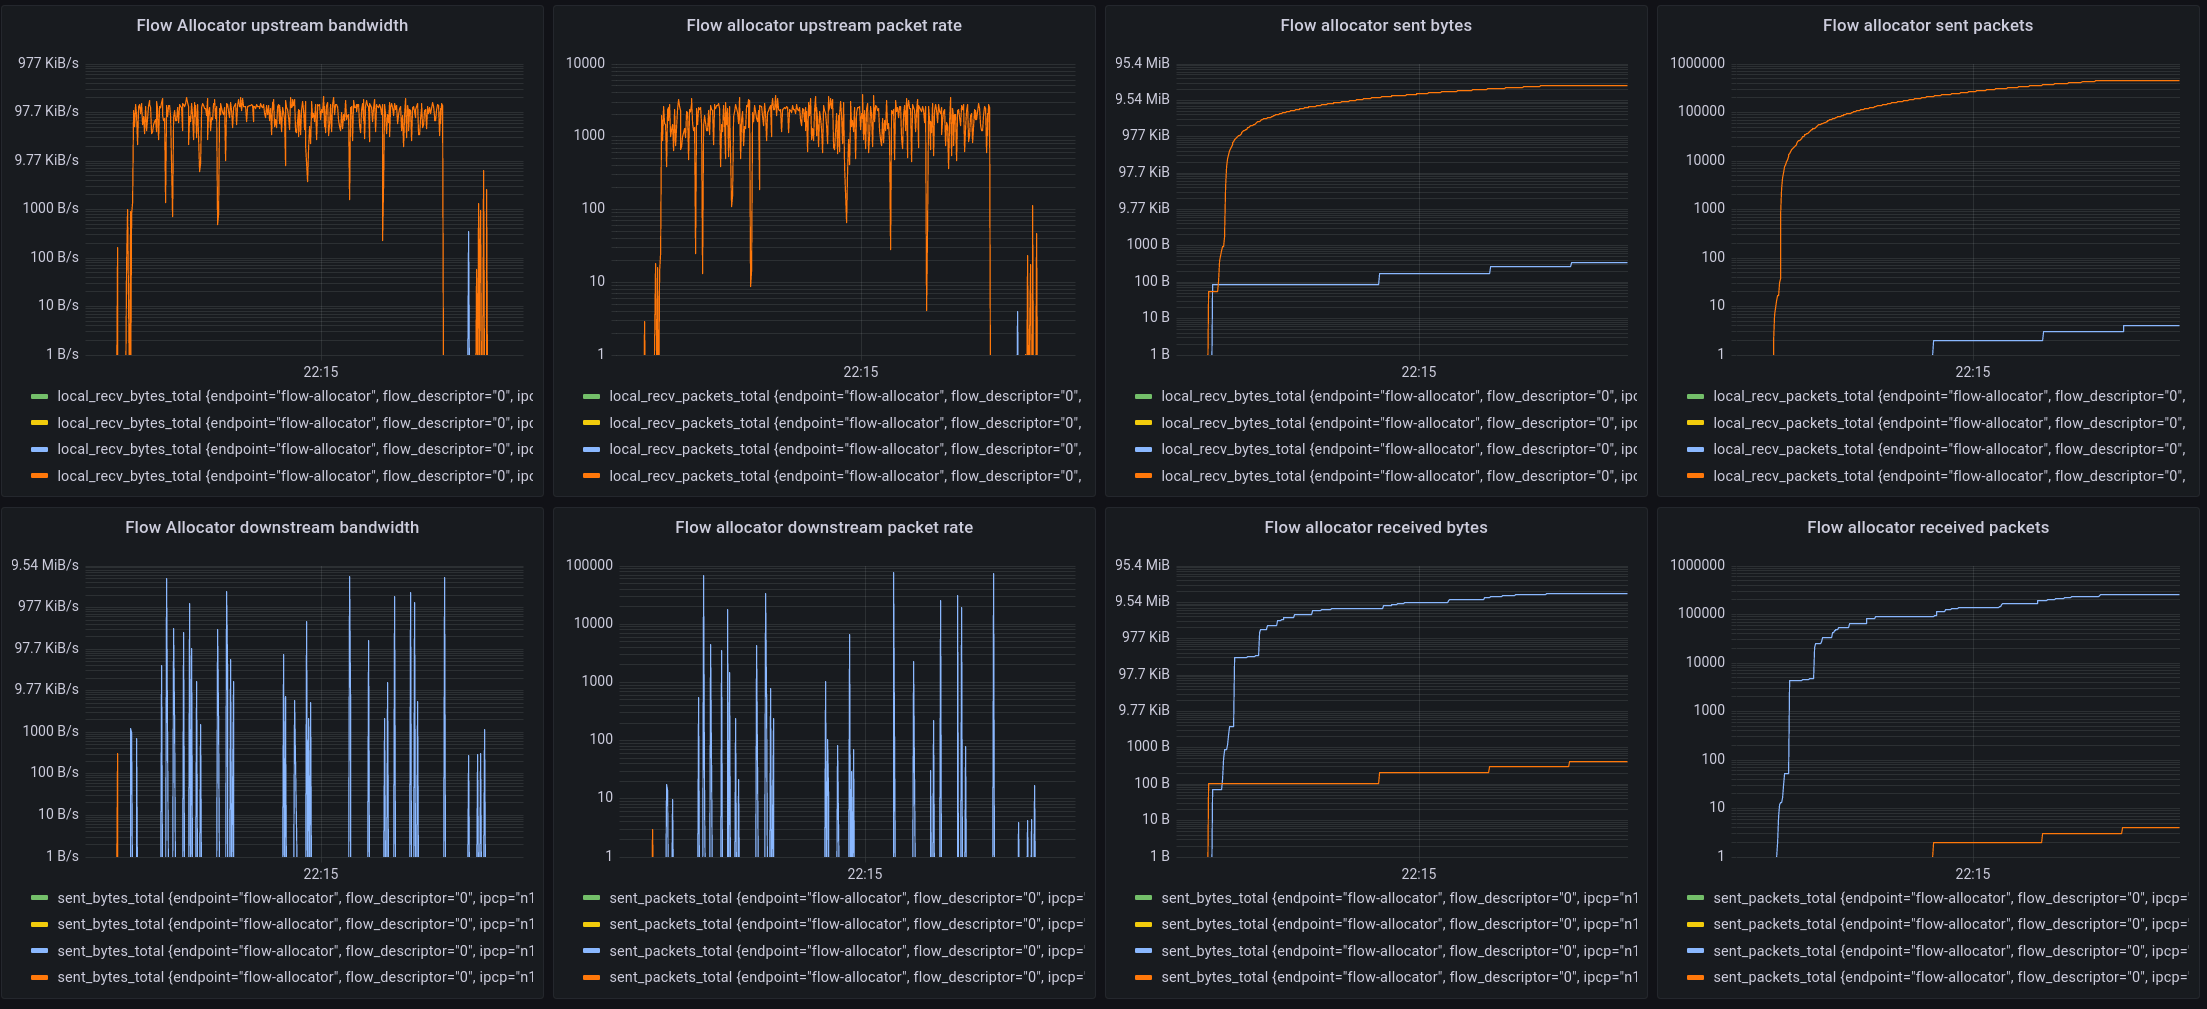 Flow Allocator upstream bandwidth
977 KiB/s
97.7 KiB/s
9.77 KiB/s
1000 B/s
100 B/s
10 B/s
1 B/s
22:15
local_recv_bytes_total {endpoint="flow-allocator", flow_descriptor="0", ipc
local_recv_bytes_total {endpoint="flow-allocator", flow_descriptor="0", ipc
local_recv_bytes_total {endpoint="flow-allocator", flow_descriptor="0", ipc
local_recv_bytes_total {endpoint="flow-allocator", flow_descriptor="0", ipc
Flow allocator upstream packet rate
10000
1000
100
10
1
22:15
local_recv_packets_total {endpoint="flow-allocator", flow_descriptor="0",
local_recv_packets_total {endpoint="flow-allocator", flow_descriptor="0",
local_recv_packets_total {endpoint="flow-allocator", flow_descriptor="0",
local_recv_packets_total {endpoint="flow-allocator", flow_descriptor="0",
Flow allocator sent bytes
95.4 MiB
9.54 MiB
977 KiB
97.7 KiB
9.77 KiB
1000 B
100 B
10 B
1 B
22:15
local_recv_bytes_total {endpoint="flow-allocator", flow_descriptor="0", ipc
local_recv_bytes_total {endpoint="flow-allocator", flow_descriptor="0", ipc
local_recv_bytes_total {endpoint="flow-allocator", flow_descriptor="0", ipc
local_recv_bytes_total {endpoint="flow-allocator", flow_descriptor="0", ipc
Flow allocator sent packets
1000000
100000
10000
1000
100
10
1
22:15
local_recv_packets_total {endpoint="flow-allocator", flow_descriptor="0",
local_recv_packets_total {endpoint="flow-allocator", flow_descriptor="0",
local_recv_packets_total {endpoint="flow-allocator", flow_descriptor="0",
local_recv_packets_total {endpoint="flow-allocator", flow_descriptor="0",
Flow Allocator downstream bandwidth
9.54 MiB/s
977 KiB/s
97.7 KiB/s
9.77 KiB/s
1000 B/s
100 B/s
10 B/s
1 B/s
22:15
sent_bytes_total {endpoint="flow-allocator", flow_descriptor="0", ipcp="n1
sent_bytes_total {endpoint="flow-allocator", flow_descriptor="0", ipcp="n1
sent_bytes_total {endpoint="flow-allocator", flow_descriptor="0", ipcp="n1
sent_bytes_total {endpoint="flow-allocator", flow_descriptor="0", ipcp="n1
Flow allocator downstream packet rate
100000
10000
1000
100
10
1
22:15
sent_packets_total {endpoint="flow-allocator", flow_descriptor="0", ipcp="
sent_packets_total {endpoint="flow-allocator", flow_descriptor="0", ipcp="
sent_packets_total {endpoint="flow-allocator", flow_descriptor="0", ipcp="
sent_packets_total {endpoint="flow-allocator", flow_descriptor="0", ipcp="
Flow allocator received bytes
95.4 MiB
9.54 MiB
977 KiB
97.7 KiB
9.77 KiB
1000 B
100 B
10 B
1 B
22:15
sent_bytes_total {endpoint="flow-allocator", flow_descriptor="0", ipcp="n1
sent_bytes_total {endpoint="flow-allocator", flow_descriptor="0", ipcp="n1
sent_bytes_total {endpoint="flow-allocator", flow_descriptor="0", ipcp="n1
sent_bytes_total {endpoint="flow-allocator", flow_descriptor="0", ipcp="n1
Flow allocator received packets
1000000
100000
10000
1000
100
10
1
22:15
sent_packets_total {endpoint="flow-allocator", flow_descriptor="0", ipcp="
sent_packets_total {endpoint="flow-allocator", flow_descriptor="0", ipcp="
sent_packets_total {endpoint="flow-allocator", flow_descriptor="0", ipcp="
sent_packets_total {endpoint="flow-allocator", flow_descriptor="0", ipcp="